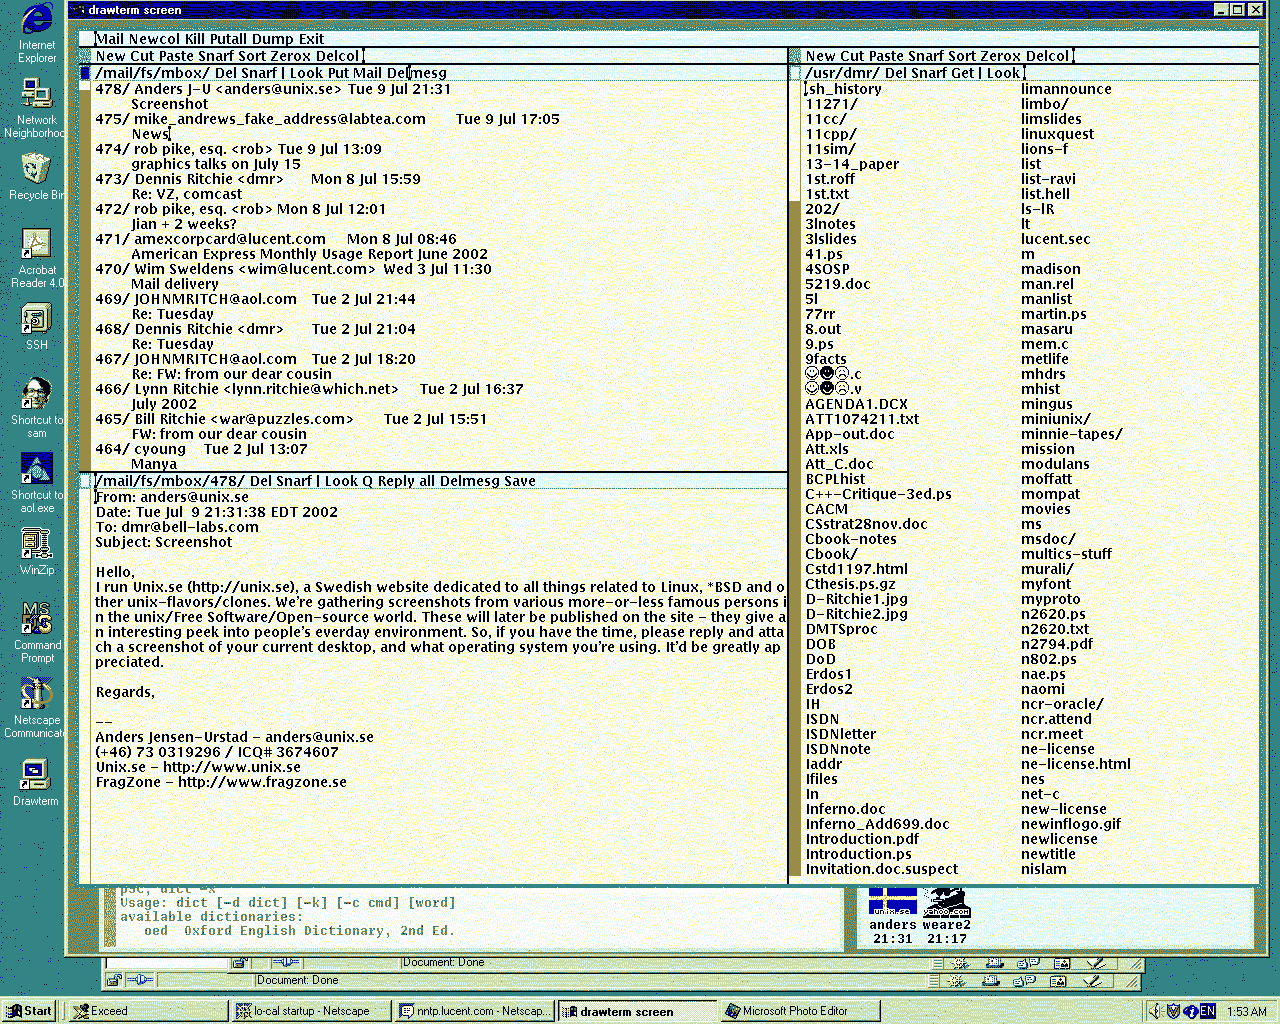 drawterm screen
Internet
Explorer
Network
Neighborhoo
Recycle Bin
Acrobat
Reader 4.0
SSH
Shortcut to
sam
Shortcut to
aol.exe
WinZip
MS
DOS
Command
Prompt
Netscape
Communicato
Drawterm
Mail Newcol Kill Putall Dump Exit
New Cut Paste Snarf Sort Zerox Delcol
/mail/fs/mbox/ Del Snarf | Look Put Mail Delmesg
478/ Anders J-U <anders@unix.se> Tue 9 Jul 21:31
Screenshot
475/ mike_andrews_fake_address@labtea.com Tue 9 Jul 17:05
News
474/ rob pike, esq. <rob> Tue 9 Jul 13:09
graphics talks on July 15
473/ Dennis Ritchie <dmr> Mon 8 Jul 15:59
Re: VZ, comcast
472/ rob pike, esq. <rob> Mon 8 Jul 12:01
Jian + 2 weeks?
471/ amexcorpcard@lucent.com Mon 8 Jul 08:46
American Express Monthly Usage Report June 2002
470/ Wim Sweldens <wim@lucent.com> Wed 3 Jul 11:30
Mail delivery
469/ JOHNMRITCH@aol.com Tue 2 Jul 21:44
Re: Tuesday
468/ Dennis Ritchie <dmr> Tue 2 Jul 21:04
Re: Tuesday
467/ JOHNMRITCH@aol.com Tue 2 Jul 18:20
Re: FW: from our dear cousin
466/ Lynn Ritchie <lynn.ritchie@which.net> Tue 2 Jul 16:37
July 2002
465/ Bill Ritchie <war@puzzles.com> Tue 2 Jul 15:51
FW: from our dear cousin
464/ cyoung Tue 2 Jul 13:07
Manya
/mail/fs/mbox/478/ Del Snarf | Look Q Reply all Delmesg Save
From: anders@unix.se
Date: Tue Jul 9 21:31:38 EDT 2002
To: dmr@bell-labs.com
Subject: Screenshot
Hello,
I run Unix.se (http://unix.se), a Swedish website dedicated to all things related to Linux, *BSD and o
ther unix-flavors/clones. We're gathering screenshots from various more-or-less famous persons i
n the unix/Free Software/Open-source world. These will later be published on the site - they give a
n interesting peek into people's everday environment. So, if you have the time, please reply and atta
ch a screenshot of your current desktop, and what operating system you're using. It'd be greatly ap
preciated.
Regards,
--
Anders Jensen-Urstad - anders@unix.se
(+46) 73 0319296 / ICQ# 3674607
Unix.se - http://www.unix.se
FragZone - http://www.fragzone.se
New Cut Paste Snarf Sort Zerox Delcol
/usr/dmr/ Del Snarf Get | Look
.sh_history limannounce
11271/ limbo/
11cc/ limslides
11cpp/ linuxquest
11sim/ lions-f
13-14_paper list
1st.roff list-ravi
1st.txt list.hell
202/ ls-lR
3lnotes lt
3lslides lucent.sec
41.ps m
4SOSP madison
5219.doc man.rel
5l manlist
77rr martin.ps
8.out masaru
9.ps mem.c
9facts metlife
☺☻☹.c mhdrs
☺☻☹.v mhist
AGENDA1.DCX mingus
ATT1074211.txt miniunix/
App-out.doc minnie-tapes/
Att.xls mission
Att_C.doc modulans
BCPLhist moffatt
C++-Critique-3ed.ps mompat
CACM movies
CSstrat28nov.doc ms
Cbook-notes msdoc/
Cbook/ multics-stuff
Cstd1197.html murali/
Cthesis.ps.gz myfont
D-Ritchie1.jpg myproto
D-Ritchie2.jpg n2620.ps
DMTSproc n2620.txt
DOB n2794.pdf
DoD n802.ps
Erdos1 nae.ps
Erdos2 naomi
IH ncr-oracle/
ISDN ncr.attend
ISDNletter ncr.meet
ISDNnote ne-license
Iaddr ne-license.html
Ifiles nes
In net-c
Inferno.doc new-license
Inferno_Add699.doc newinflogo.gif
Introduction.pdf newlicense
Introduction.ps newtitle
Invitation.doc.suspect nislam
psc, dict -x
Usage: dict [-d dict] [-k] [-c cmd] [word]
available dictionaries:
oed Oxford English Dictionary, 2nd Ed.
unix.se yahoo.com
anders weare2
21:31 21:17
Document: Done
Document: Done
Start Exceed lo-cal startup - Netscape nntp.lucent.com - Netscap... drawterm screen Microsoft Photo Editor EN 1:53 AM